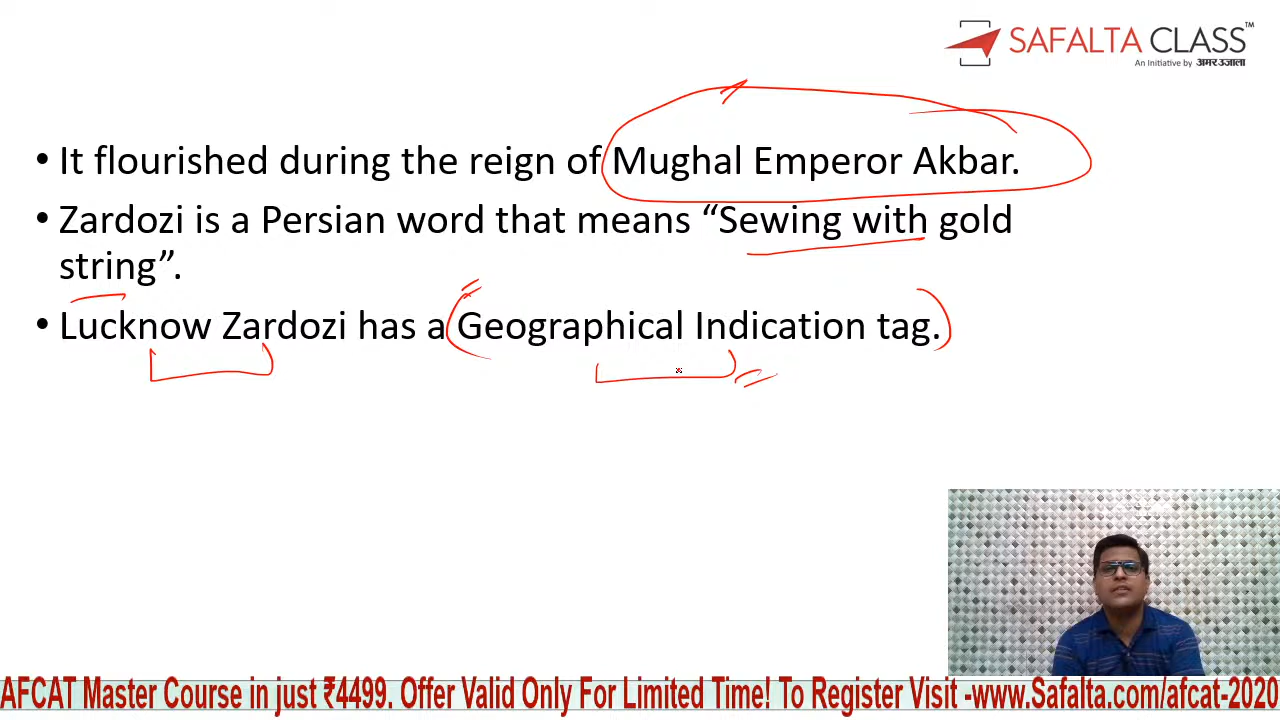 SAFALTA CLASS™
An Initiative by अमर उजाला
• It flourished during the reign of Mughal Emperor Akbar.
• Zardozi is a Persian word that means “Sewing with gold
string”.
• Lucknow Zardozi has a Geographical Indication tag.
AFCAT Master Course in just ₹4499. Offer Valid Only For Limited Time! To Register Visit -www.Safalta.com/afcat-2020